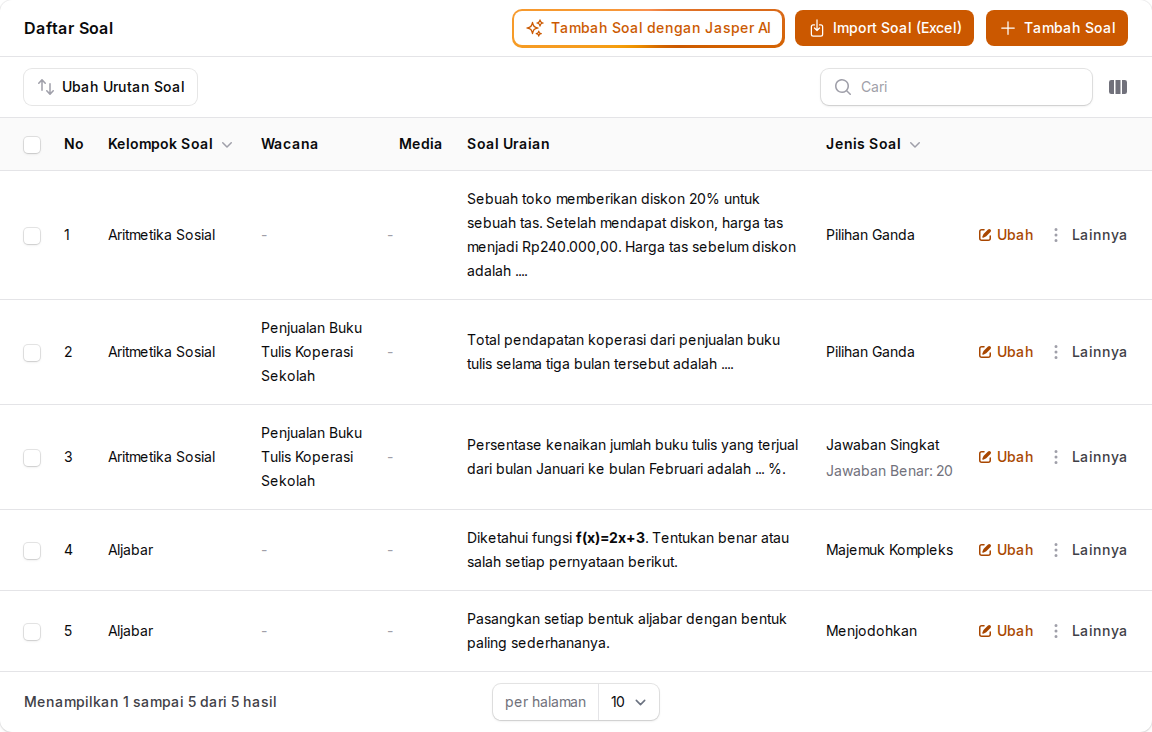 Daftar Soal
Tambah Soal dengan Jasper AI
Import Soal (Excel)
Tambah Soal
Ubah Urutan Soal
Cari
No
Kelompok Soal
Wacana
Media
Soal Uraian
Jenis Soal
1
Aritmetika Sosial
-
-
Sebuah toko memberikan diskon 20% untuk
sebuah tas. Setelah mendapat diskon, harga tas
menjadi Rp240.000,00. Harga tas sebelum diskon
adalah ....
Pilihan Ganda
Ubah
Lainnya
2
Aritmetika Sosial
Penjualan Buku
Tulis Koperasi
Sekolah
-
Total pendapatan koperasi dari penjualan buku
tulis selama tiga bulan tersebut adalah ....
Pilihan Ganda
Ubah
Lainnya
3
Aritmetika Sosial
Penjualan Buku
Tulis Koperasi
Sekolah
-
Persentase kenaikan jumlah buku tulis yang terjual
dari bulan Januari ke bulan Februari adalah ... %.
Jawaban Singkat
Jawaban Benar: 20
Ubah
Lainnya
4
Aljabar
-
-
Diketahui fungsi f(x)=2x+3. Tentukan benar atau
salah setiap pernyataan berikut.
Majemuk Kompleks
Ubah
Lainnya
5
Aljabar
-
-
Pasangkan setiap bentuk aljabar dengan bentuk
paling sederhananya.
Menjodohkan
Ubah
Lainnya
Menampilkan 1 sampai 5 dari 5 hasil
per halaman
10